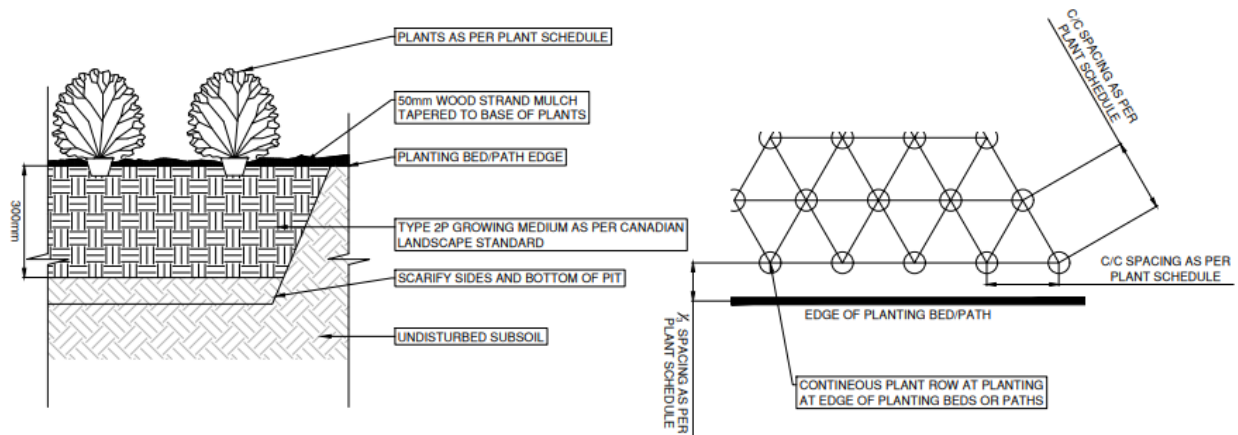 PLANTS AS PER PLANT SCHEDULE
50mm WOOD STRAND MULCH
TAPERED TO BASE OF PLANTS
PLANTING BED/PATH EDGE
300mm
TYPE 2P GROWING MEDIUM AS PER CANADIAN
LANDSCAPE STANDARD
SCARIFY SIDES AND BOTTOM OF PIT
UNDISTURBED SUBSOIL
C/C SPACING AS PER
PLANT SCHEDULE
C/C SPACING AS PER
PLANT SCHEDULE
EDGE OF PLANTING BED/PATH
SPACING AS PER
PLANT SCHEDULE
CONTINEOUS PLANT ROW AT PLANTING
AT EDGE OF PLANTING BEDS OR PATHS